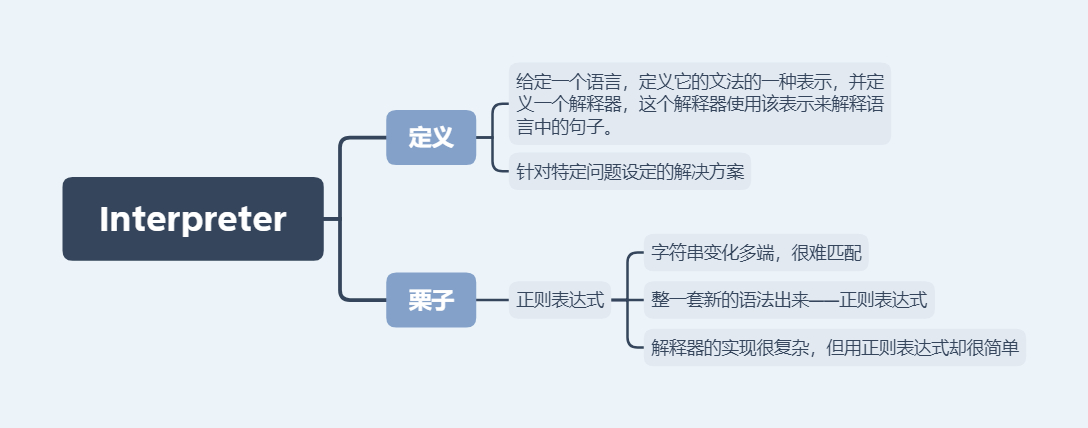 Interpreter
定义
给定一个语言，定义它的文法的一种表示，并定
义一个解释器，这个解释器使用该表示来解释语
言中的句子。
针对特定问题设定的解决方案
栗子
正则表达式
字符串变化多端，很难匹配
整一套新的语法出来——正则表达式
解释器的实现很复杂，但用正则表达式却很简单